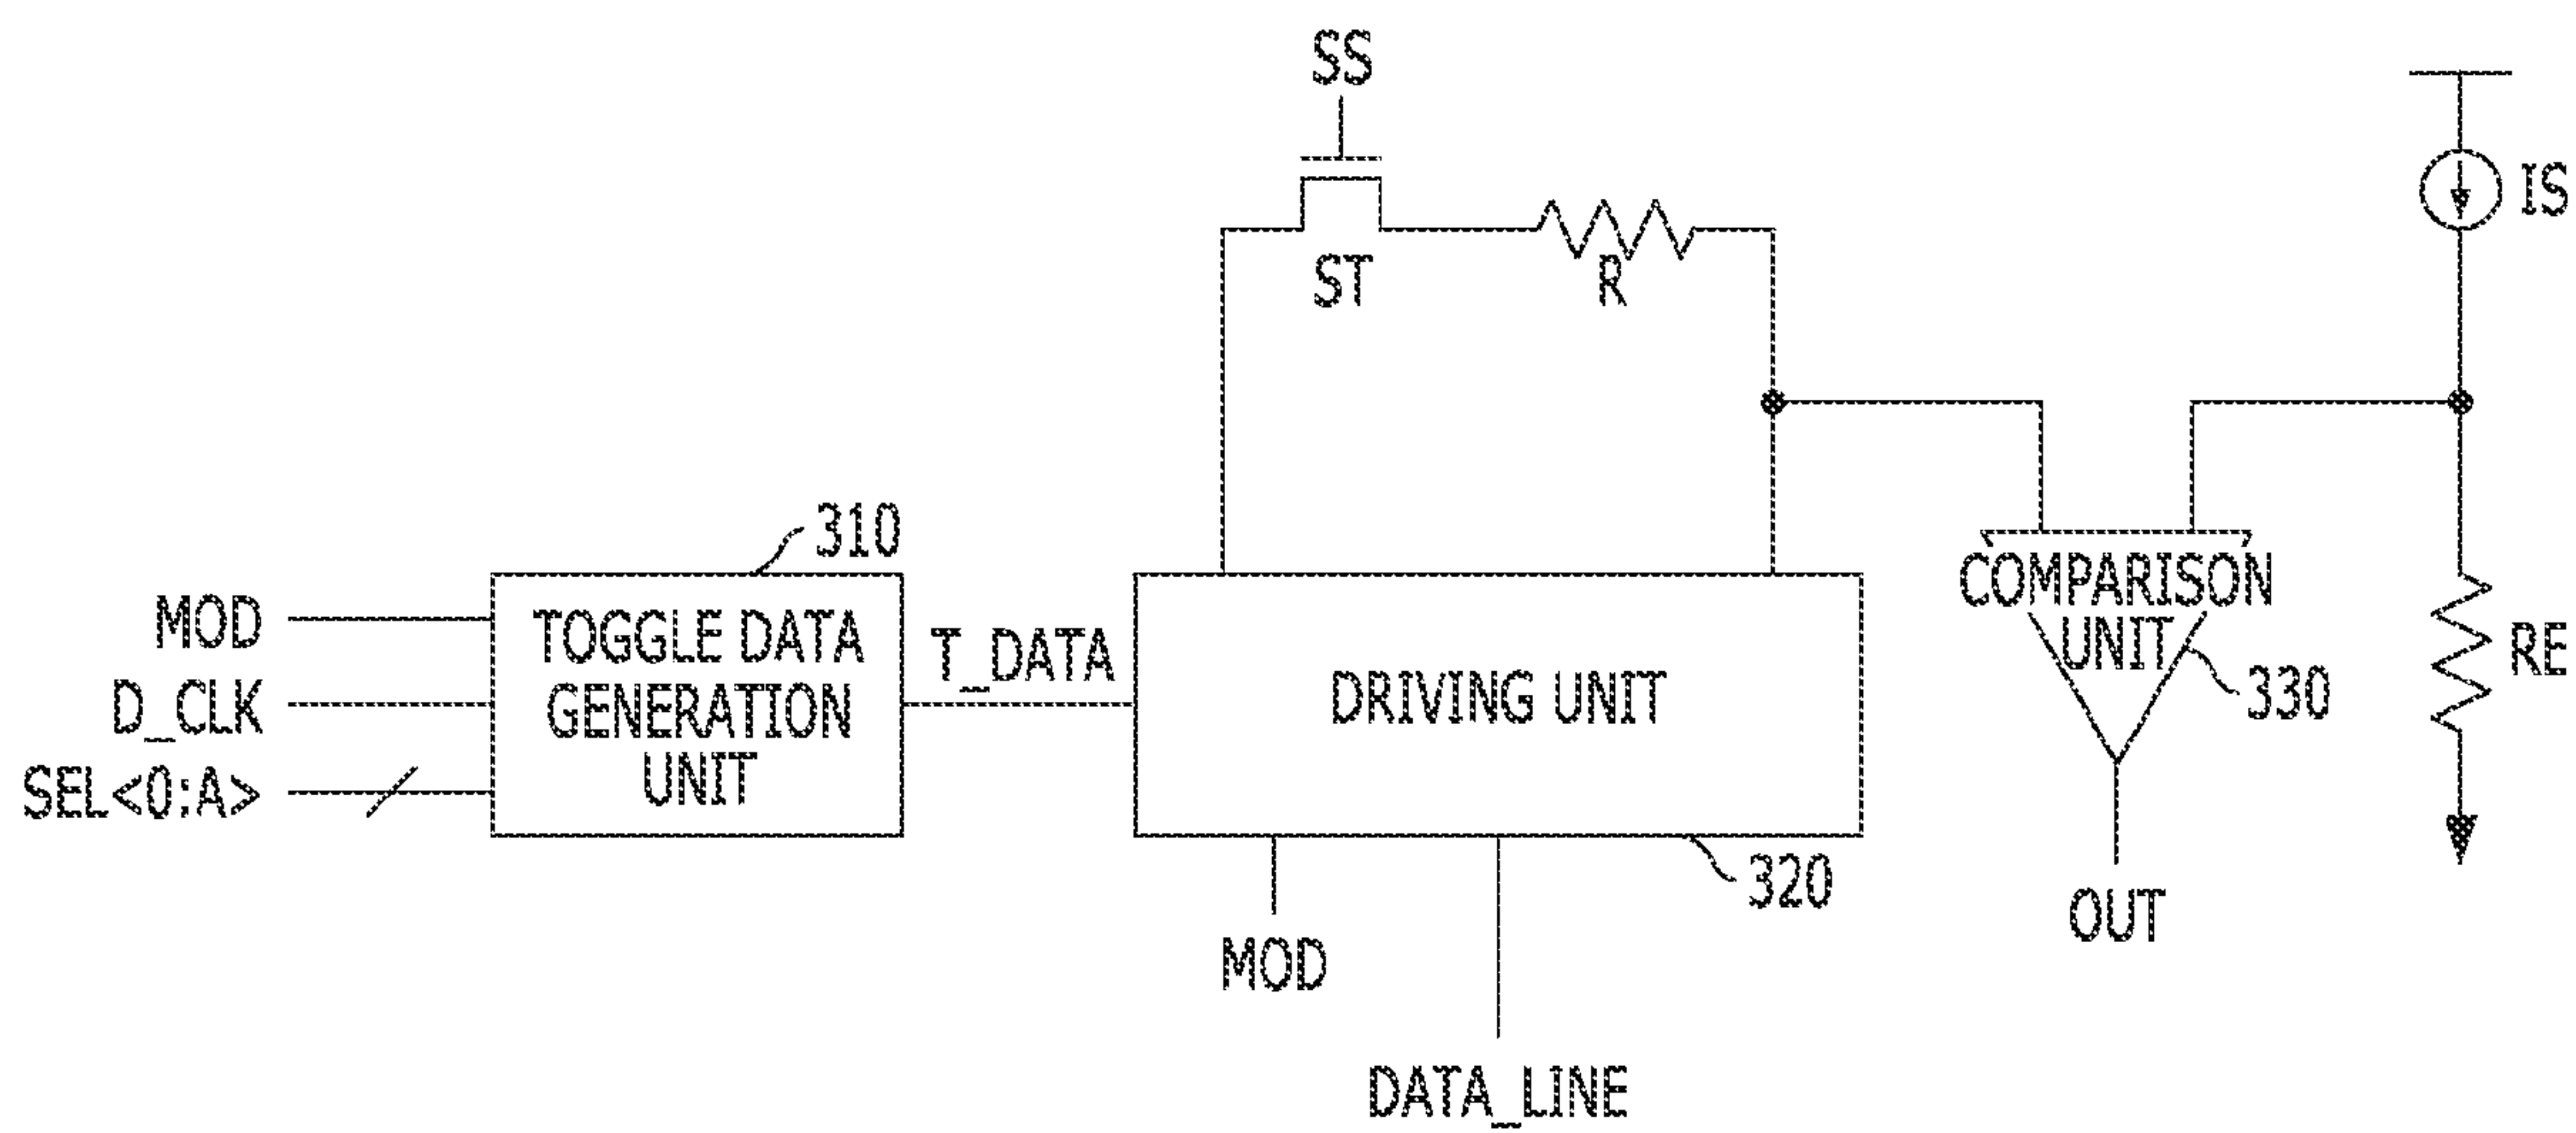 SS
IS
ST
R
310
MOD
TOGGLE DATA
GENERATION
UNIT
D_CLK
SEL<0:A>
T_DATA
DRIVING UNIT
COMPARISON
UNIT
330
RE
320
MOD
OUT
DATA_LINE